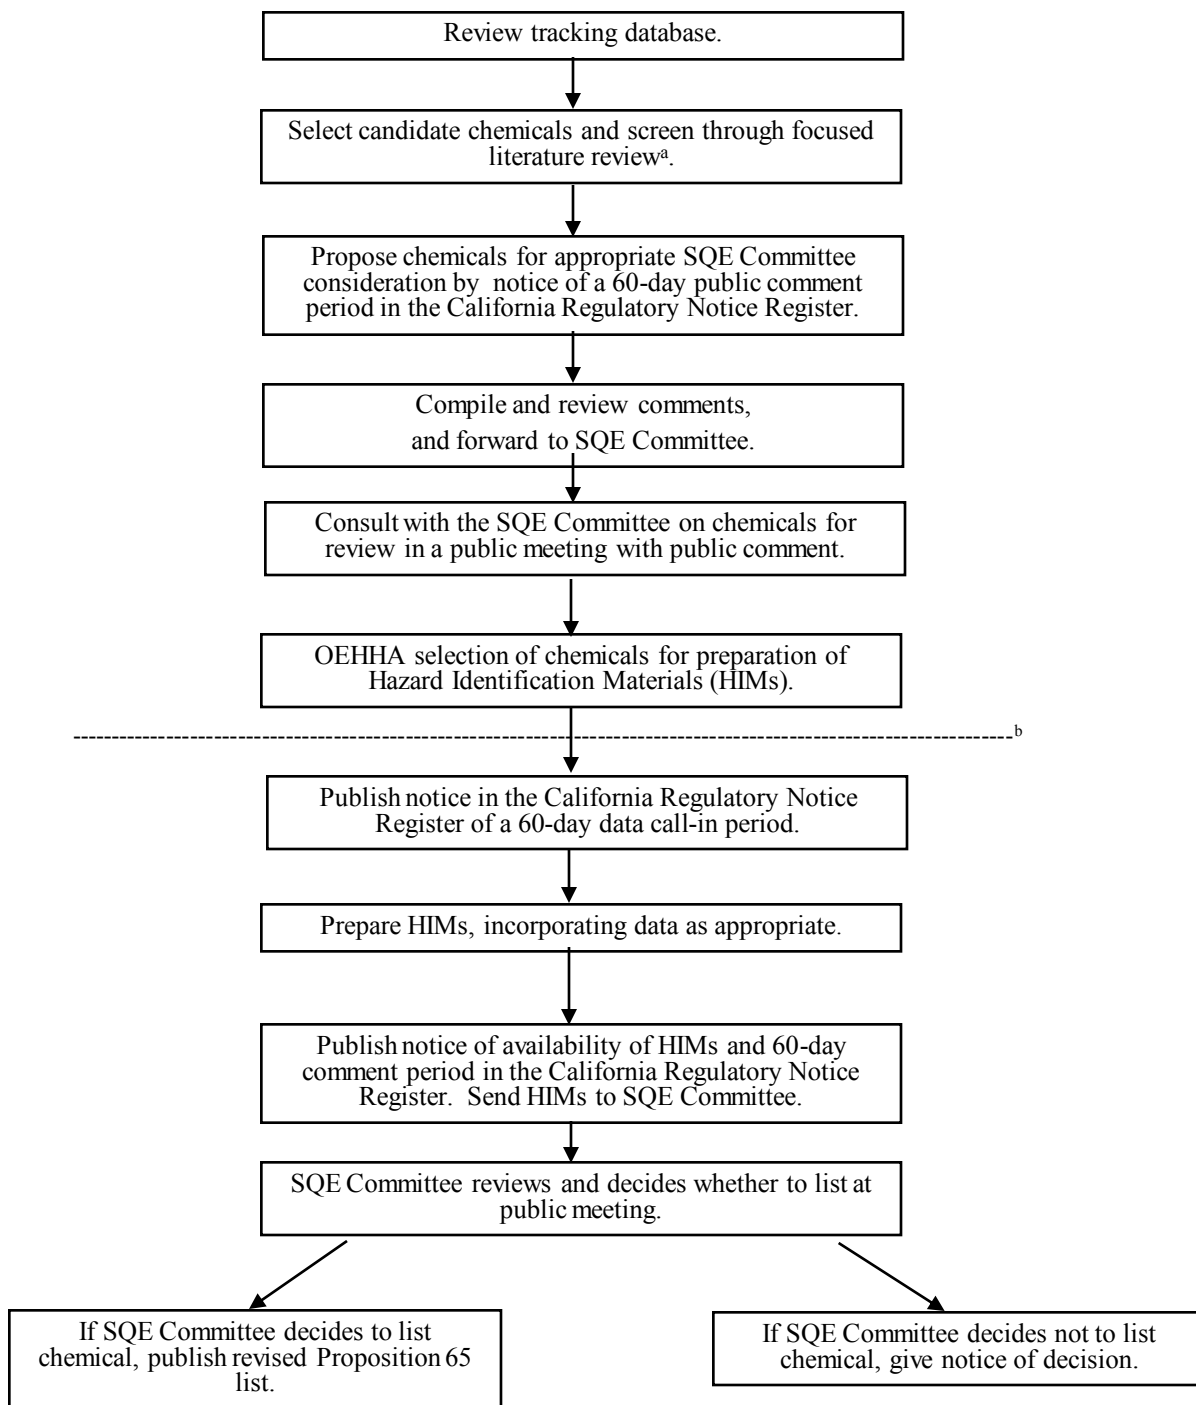 Review tracking database.
Select candidate chemicals and screen through focused
literature reviewᵃ.
Propose chemicals for appropriate SQE Committee
consideration by notice of a 60-day public comment
period in the California Regulatory Notice Register.
Compile and review comments,
and forward to SQE Committee.
Consult with the SQE Committee on chemicals for
review in a public meeting with public comment.
OEHHA selection of chemicals for preparation of
Hazard Identification Materials (HIMs).
b
Publish notice in the California Regulatory Notice
Register of a 60-day data call-in period.
Prepare HIMs, incorporating data as appropriate.
Publish notice of availability of HIMs and 60-day
comment period in the California Regulatory Notice
Register. Send HIMs to SQE Committee.
SQE Committee reviews and decides whether to list at
public meeting.
If SQE Committee decides to list
chemical, publish revised Proposition 65
list.
If SQE Committee decides not to list
chemical, give notice of decision.